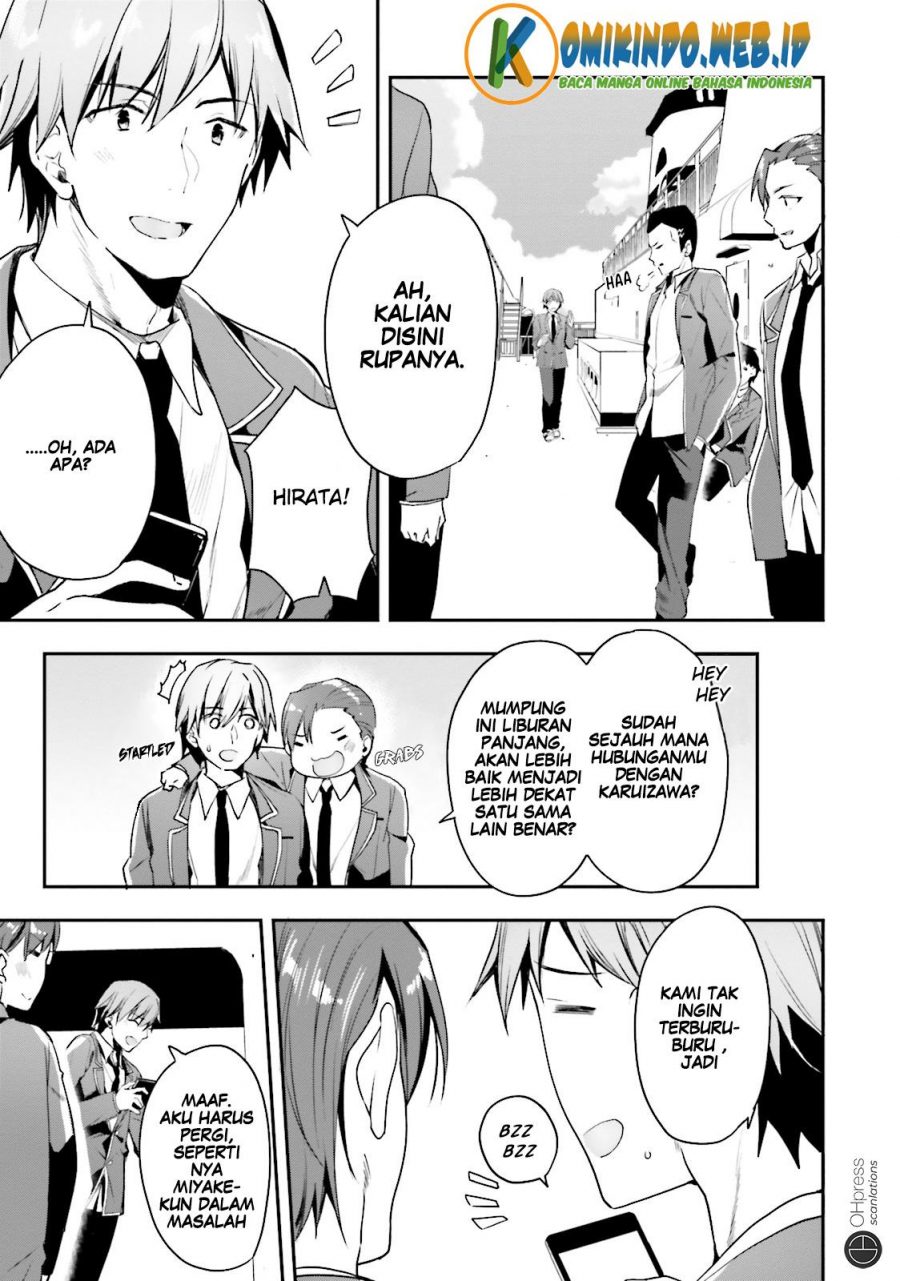 KOMIKINDO.WEB.ID
BACA MANGA ONLINE BAHASA INDONESIA
HAA
AH,
KALIAN
DISINI
RUPANYA.
HIRATA!
.....OH, ADA
APA?
HEY
HEY
SUDAH
SEJAUH MANA
HUBUNGANMU
DENGAN
KARUIZAWA?
MUMPUNG
INI LIBURAN
PANJANG,
AKAN LEBIH
BAIK MENJADI
LEBIH DEKAT
SATU SAMA
LAIN BENAR?
GRABS
STARTLED
KAMI TAK
INGIN
TERBURU-
BURU ,
JADI
BZZ
BZZ
MAAF.
AKU HARUS
PERGI,
SEPERTI
NYA
MIYAKE-
KUN DALAM
MASALAH
OHpress
scanlations